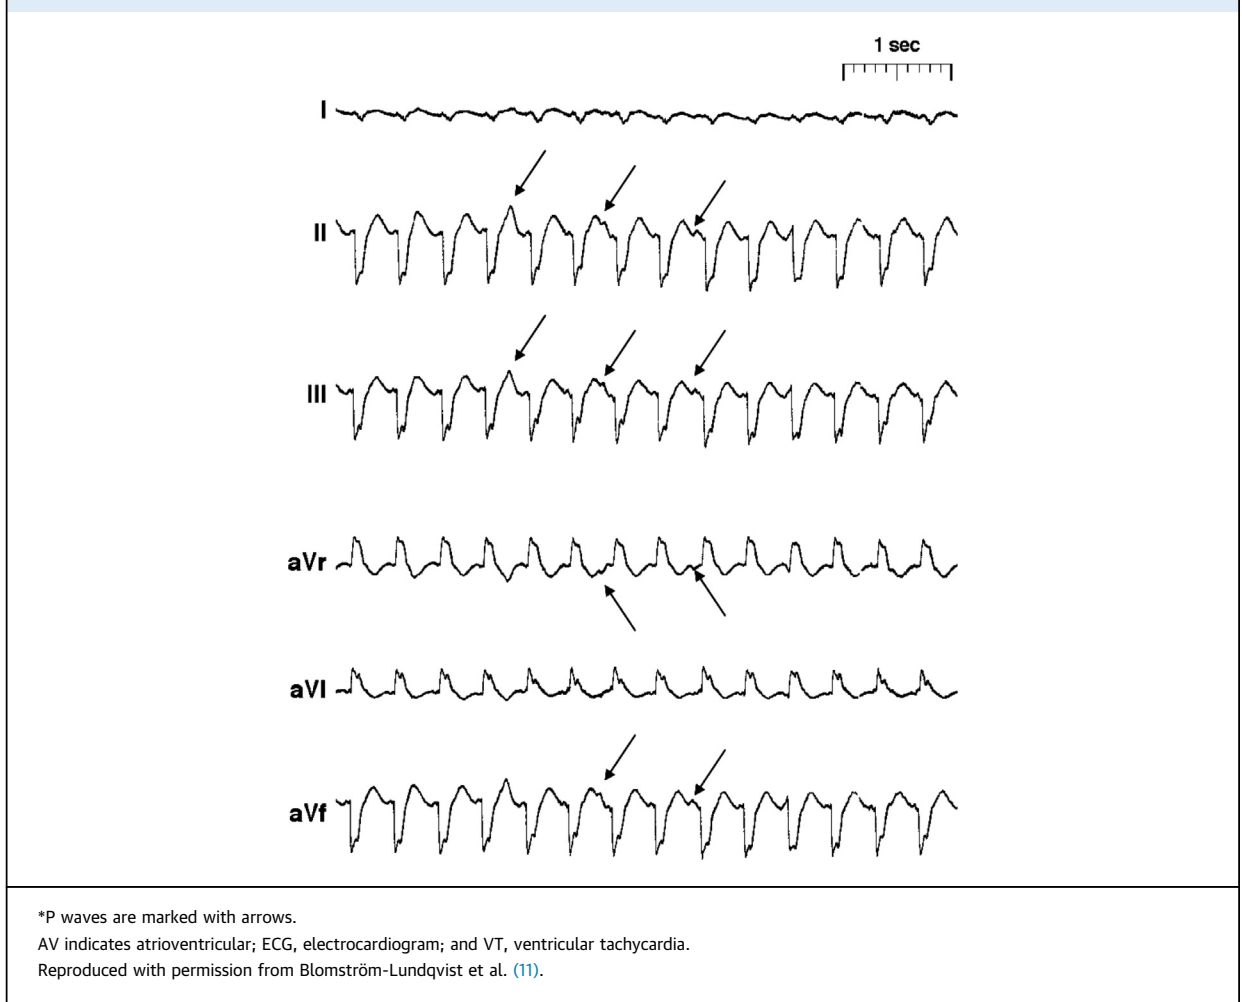 1 sec
I
II
III
aVr
aVl
aVf
*P waves are marked with arrows.
AV indicates atrioventricular; ECG, electrocardiogram; and VT, ventricular tachycardia.
Reproduced with permission from Blomström-Lundqvist et al. (11).